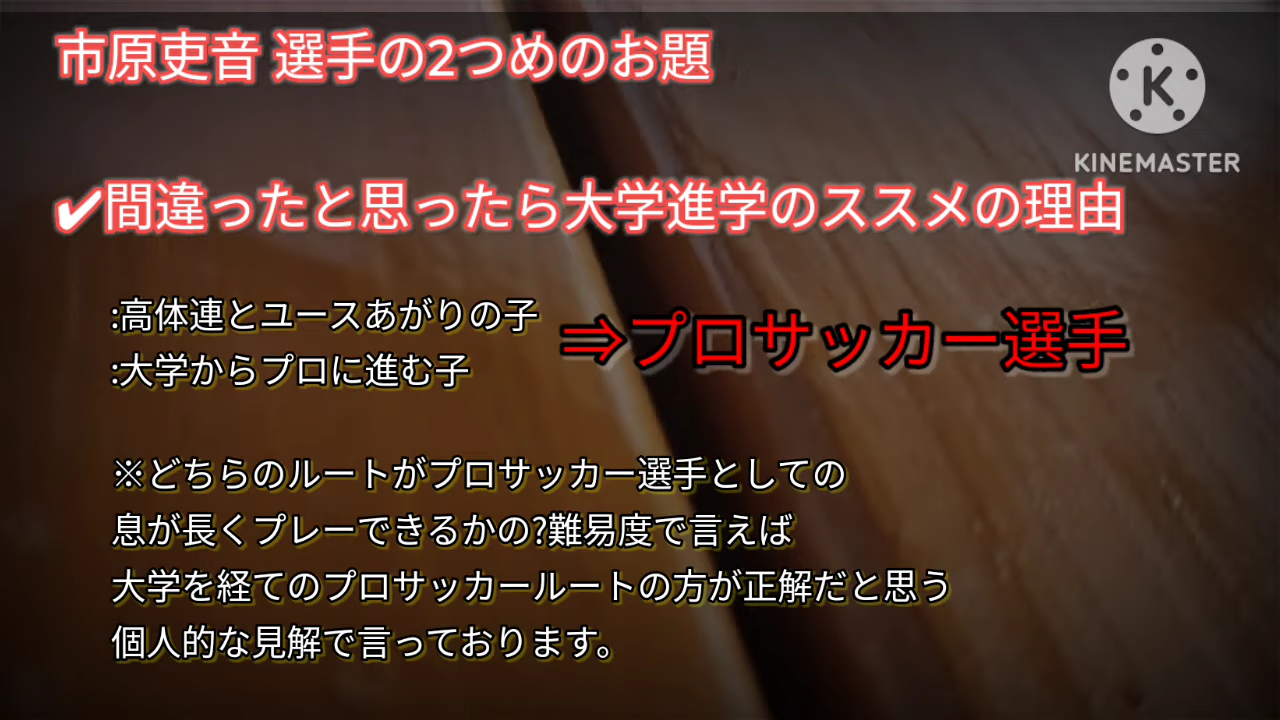 市原吏音 選手の2つめのお題
KINEMASTER
✔間違ったと思ったら大学進学のススメの理由
:高体連とユースあがりの子
⇒プロサッカー選手
:大学からプロに進む子
※どちらのルートがプロサッカー選手としての
息が長くプレーできるかの?難易度で言えば
大学を経てのプロサッカールートの方が正解だと思う
個人的な見解で言っております。